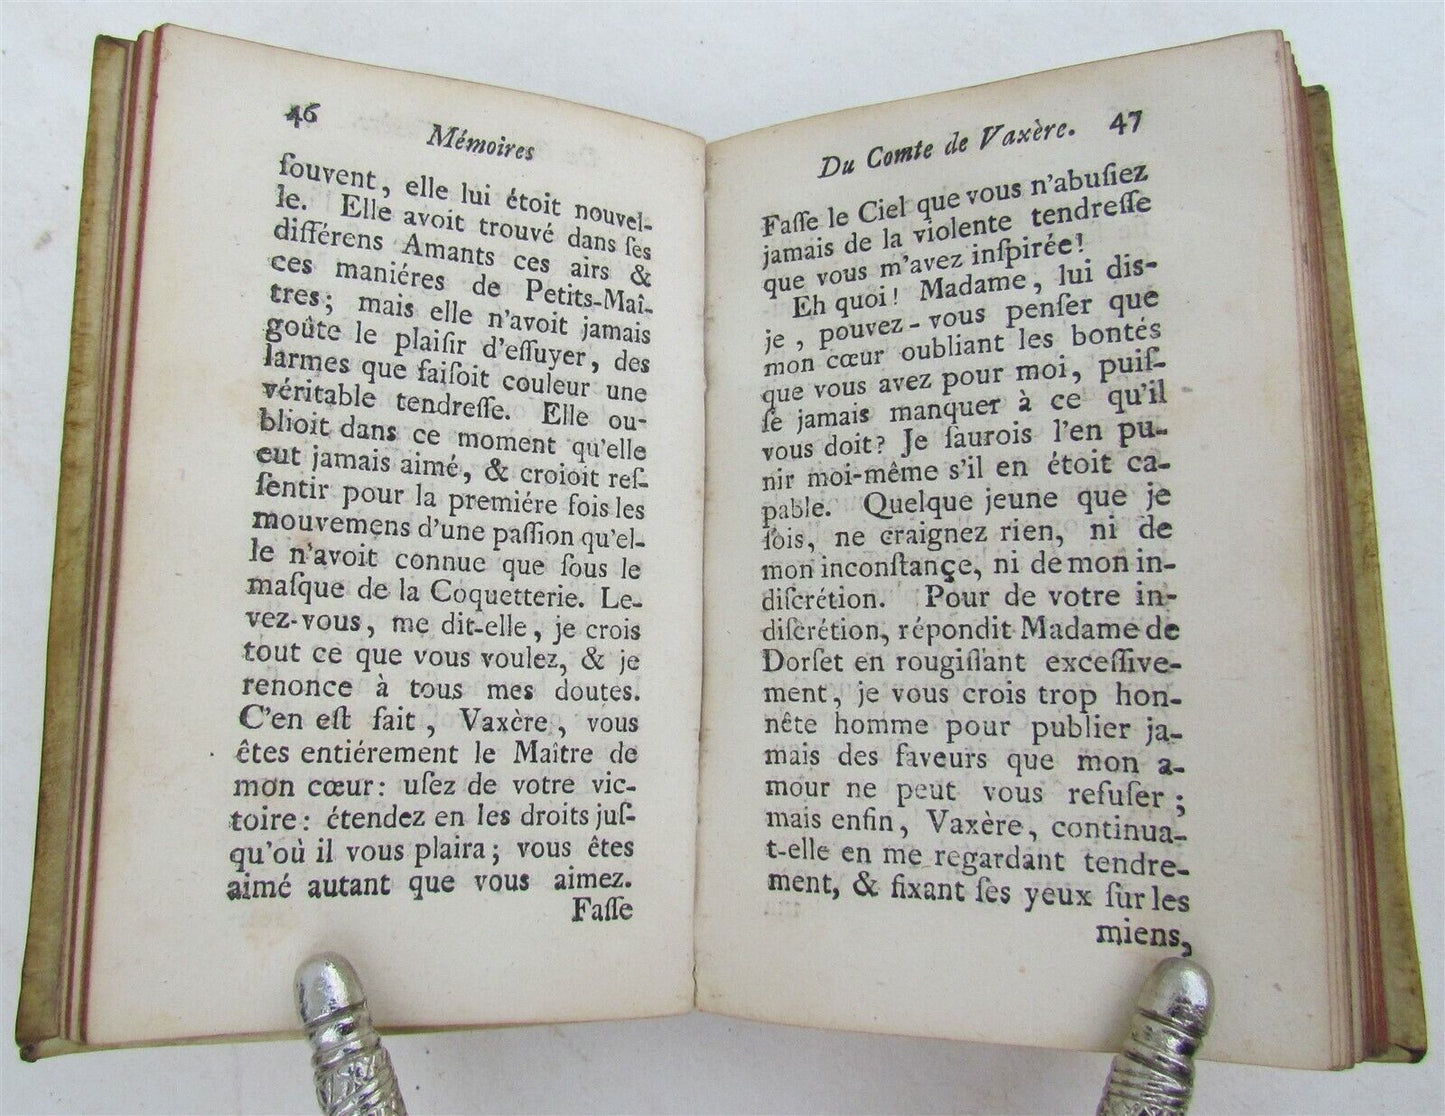 46
Mémoires
ſouvent, elle lui étoit nouvel-
le. Elle avoit trouvé dans ſes
différens Amants ces airs &
ces maniéres de Petits-Maî-
tres; mais elle n'avoit jamais
goûte le plaiſir d'eſſuyer, des
larmes que faiſoit couleur une
véritable tendreſſe. Elle ou-
blioit dans ce moment qu'elle
eut jamais aimé, & croioit reſ-
ſentir pour la premiére fois les
mouvemens d'une paſſion qu'el-
le n'avoit connue que ſous le
maſque de la Coquetterie. Le-
vez-vous, me dit-elle, je crois
tout ce que vous voulez, & je
renonce à tous mes doutes.
C'en eſt fait, Vaxère, vous
êtes entiérement le Maître de
mon cœur: uſez de votre vic-
toire: étendez en les droits juſ-
qu'où il vous plaira; vous êtes
aimé autant que vous aimez.
Faſſe
Du Comte de Vaxère. 47
Faſſe le Ciel que vous n'abuſiez
jamais de la violente tendreſſe
que vous m'avez inſpirée!
Eh quoi! Madame, lui dis-
je, pouvez-vous penſer que
mon cœur oubliant les bontés
que vous avez pour moi, puiſ-
ſe jamais manquer à ce qu'il
vous doit? Je ſaurois l'en pu-
nir moi-même s'il en étoit ca-
pable. Quelque jeune que je
ſois, ne craignez rien, ni de
mon inconſtançe, ni de mon in-
diſcrétion. Pour de votre in-
diſcrétion, répondit Madame de
Dorſet en rougiſſant exceſſive-
ment, je vous crois trop hon-
nête homme pour publier ja-
mais des faveurs que mon a-
mour ne peut vous refuſer;
mais enfin, Vaxère, continua-
t-elle en me regardant tendre-
ment, & fixant ſes yeux ſur les
miens,